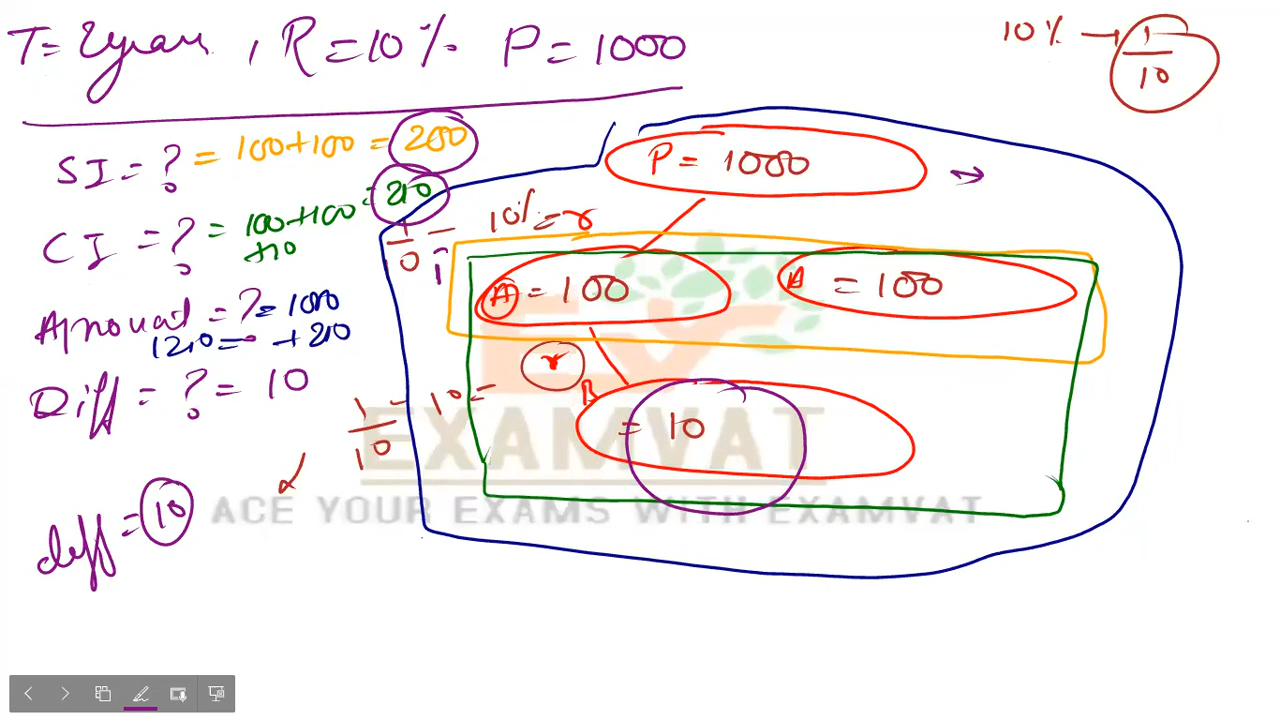 T= 2year , R=10% P=1000
10% → 1/10
SI=? = 100+100 = 200
CI =? = 100+100 = 210
+10
Amount =? = 1000
1210= +210
Diff =? = 10
diff = 10
P= 1000
10% = r
1/10
A = 100
A = 100
r
B = 10
1/10 - 10=
EXAMVAT
ACE YOUR EXAMS WITH EXAMVAT